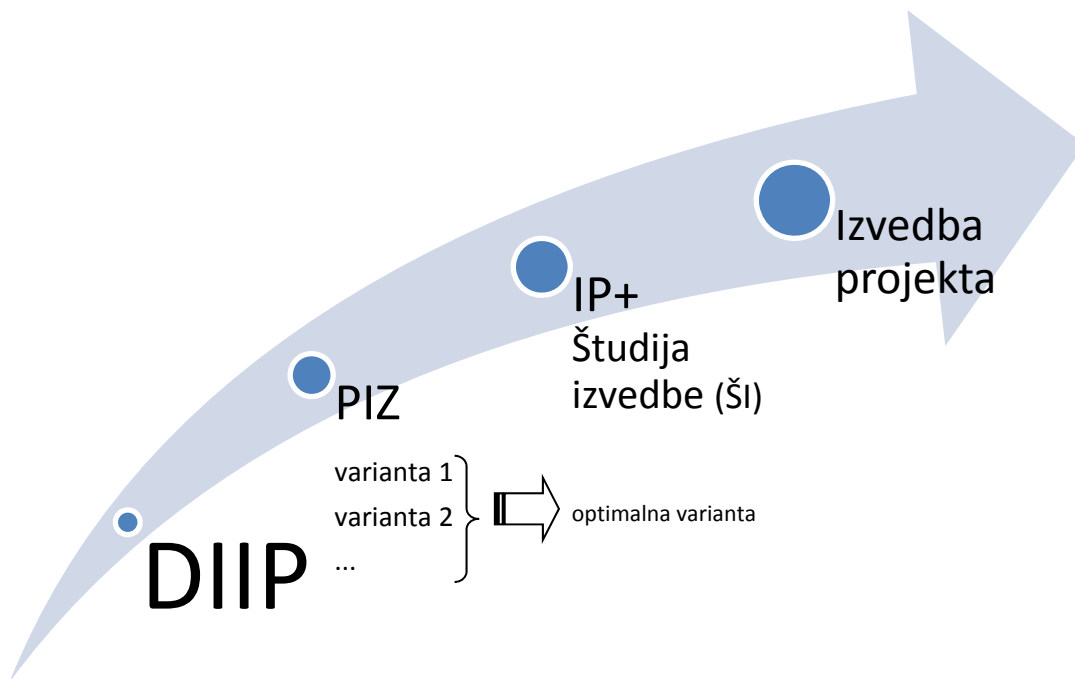 Izvedba
projekta
IP+
Študija
izvedbe (ŠI)
PIZ
varianta 1
varianta 2
...
optimalna varianta
DIIP